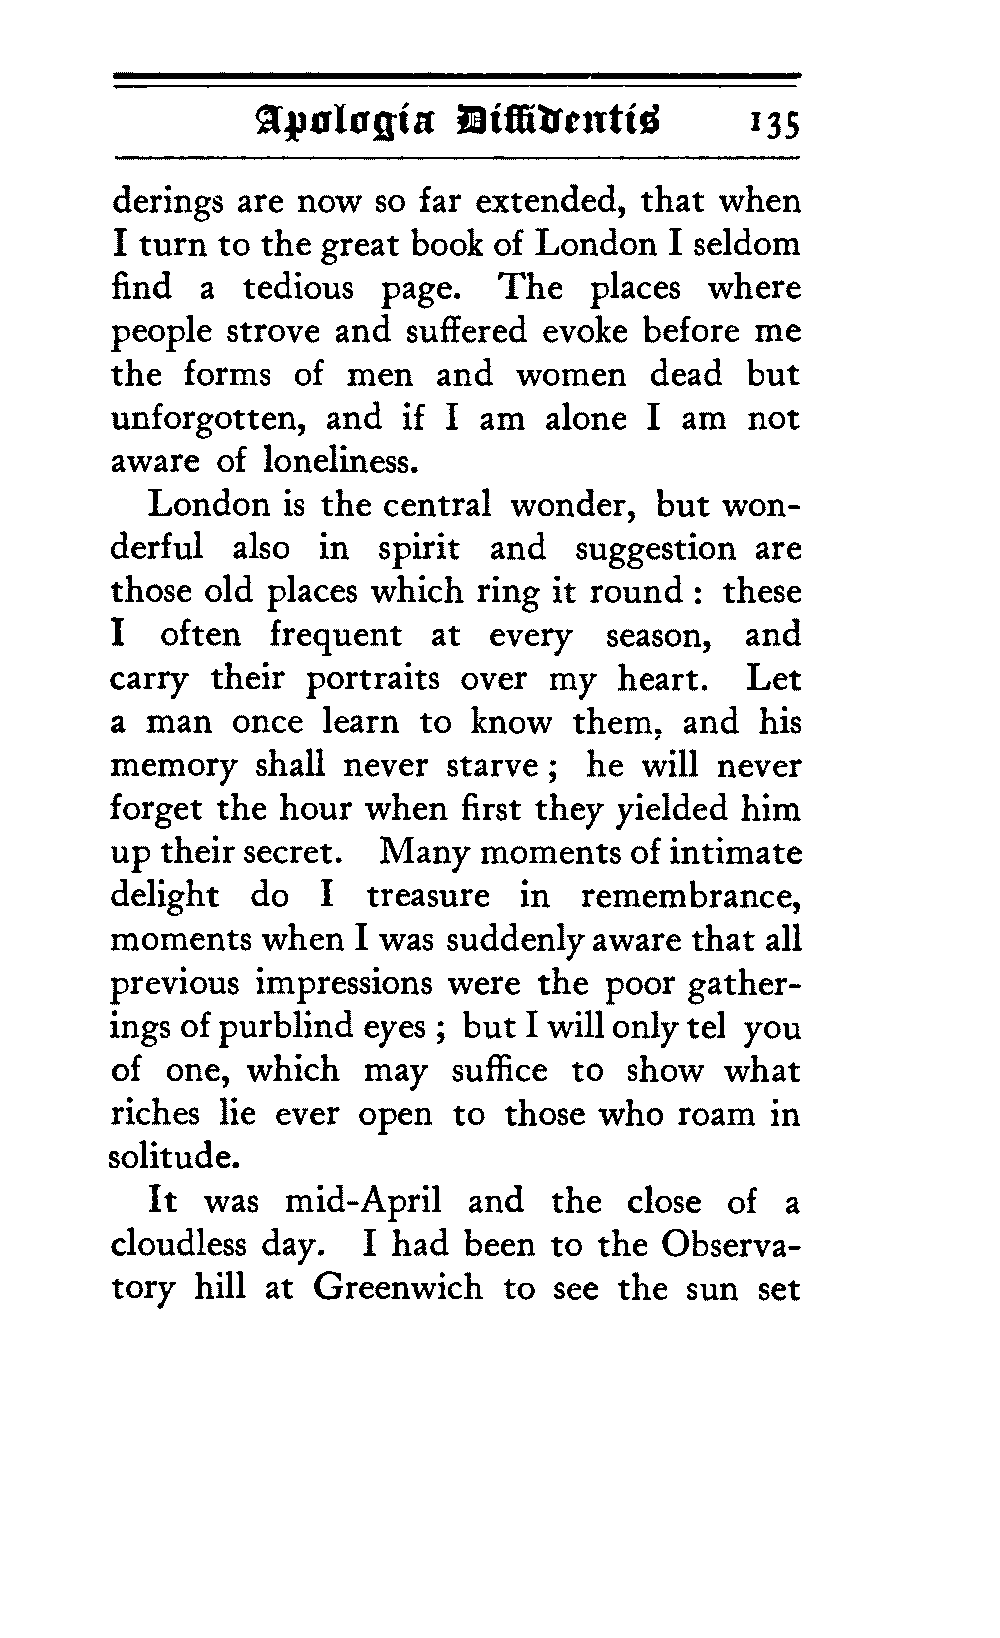 Apologia Diffidentis 135
derings are now so far extended, that when
I turn to the great book of London I seldom
find a tedious page. The places where
people strove and suffered evoke before me
the forms of men and women dead but
unforgotten, and if I am alone I am not
aware of loneliness.
London is the central wonder, but won-
derful also in spirit and suggestion are
those old places which ring it round : these
I often frequent at every season, and
carry their portraits over my heart. Let
a man once learn to know them, and his
memory shall never starve ; he will never
forget the hour when first they yielded him
up their secret. Many moments of intimate
delight do I treasure in remembrance,
moments when I was suddenly aware that all
previous impressions were the poor gather-
ings of purblind eyes ; but I will only tel you
of one, which may suffice to show what
riches lie ever open to those who roam in
solitude.
It was mid-April and the close of a
cloudless day. I had been to the Observa-
tory hill at Greenwich to see the sun set